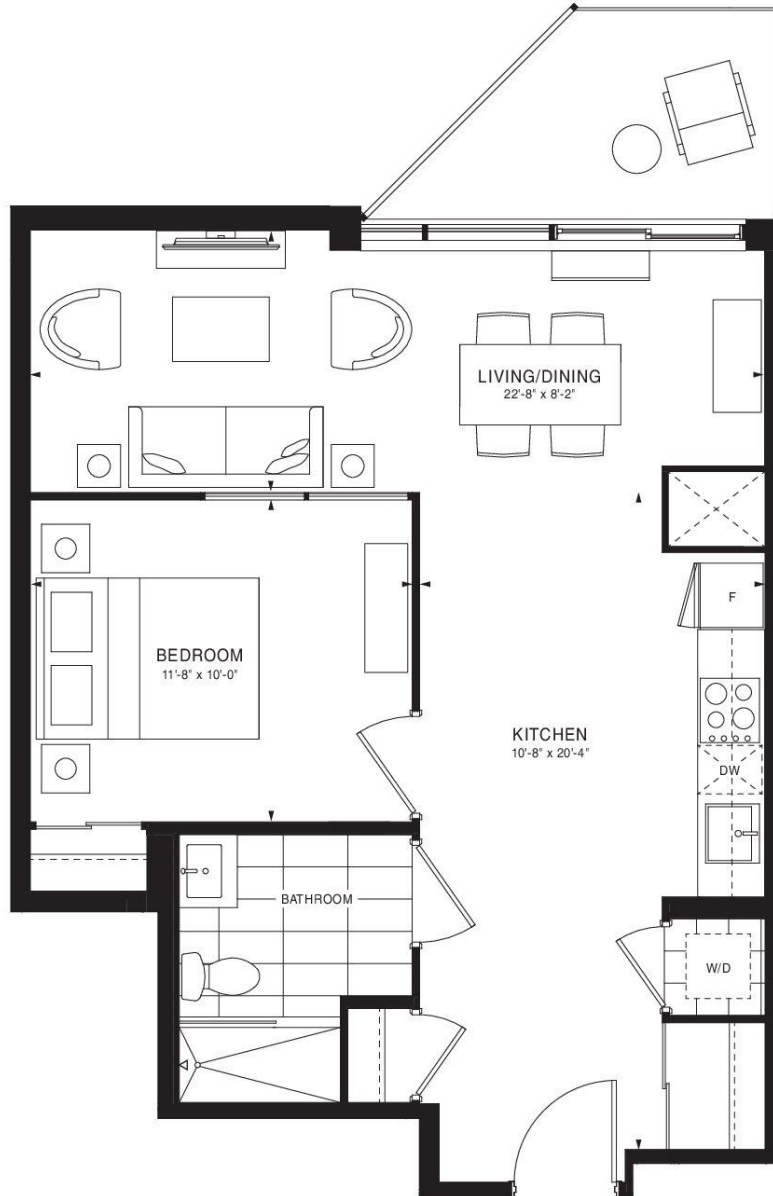 LIVING/DINING
22'-8" x 8'-2"
F
BEDROOM
11'-8" x 10'-0"
KITCHEN
10'-8" x 20'-4"
DW
BATHROOM
W/D